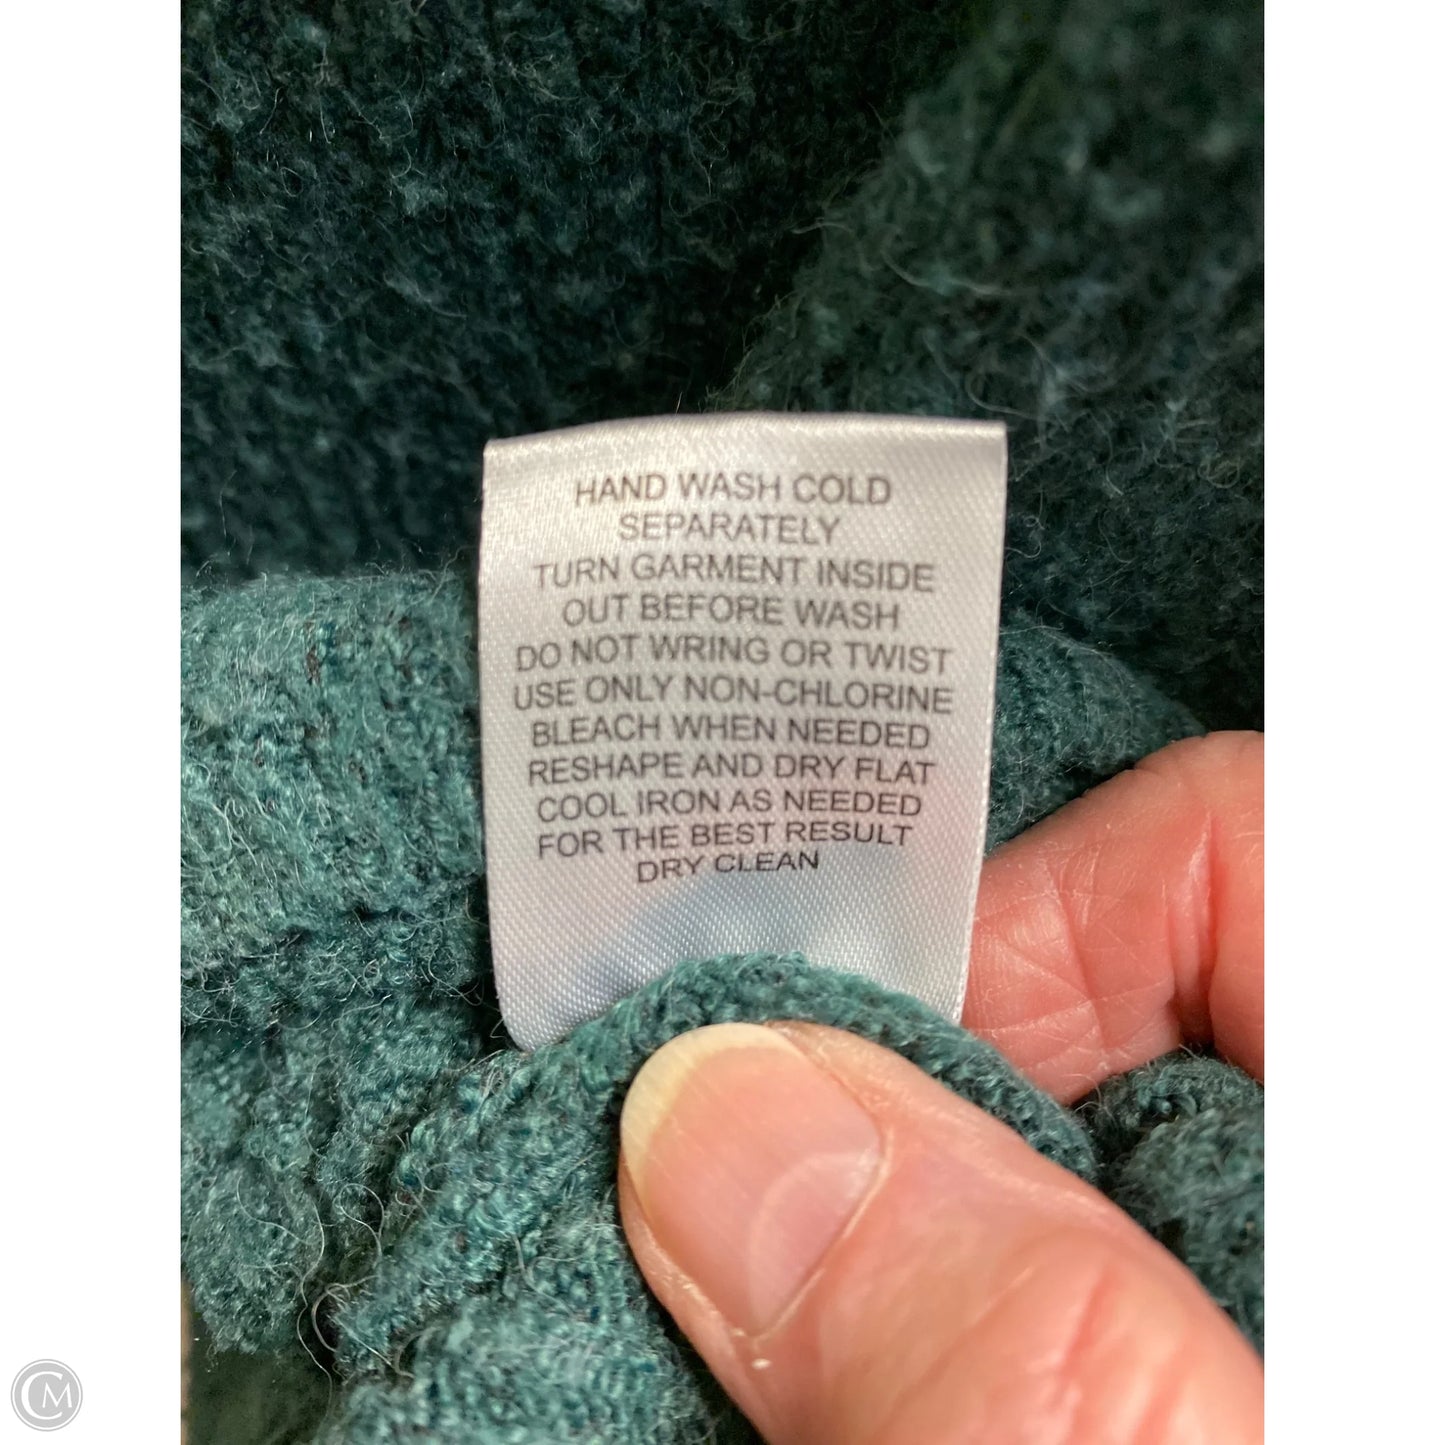 HAND WASH COLD
SEPARATELY
TURN GARMENT INSIDE
OUT BEFORE WASH
DO NOT WRING OR TWIST
USE ONLY NON-CHLORINE
BLEACH WHEN NEEDED
RESHAPE AND DRY FLAT
COOL IRON AS NEEDED
FOR THE BEST RESULT
DRY CLEAN
CM